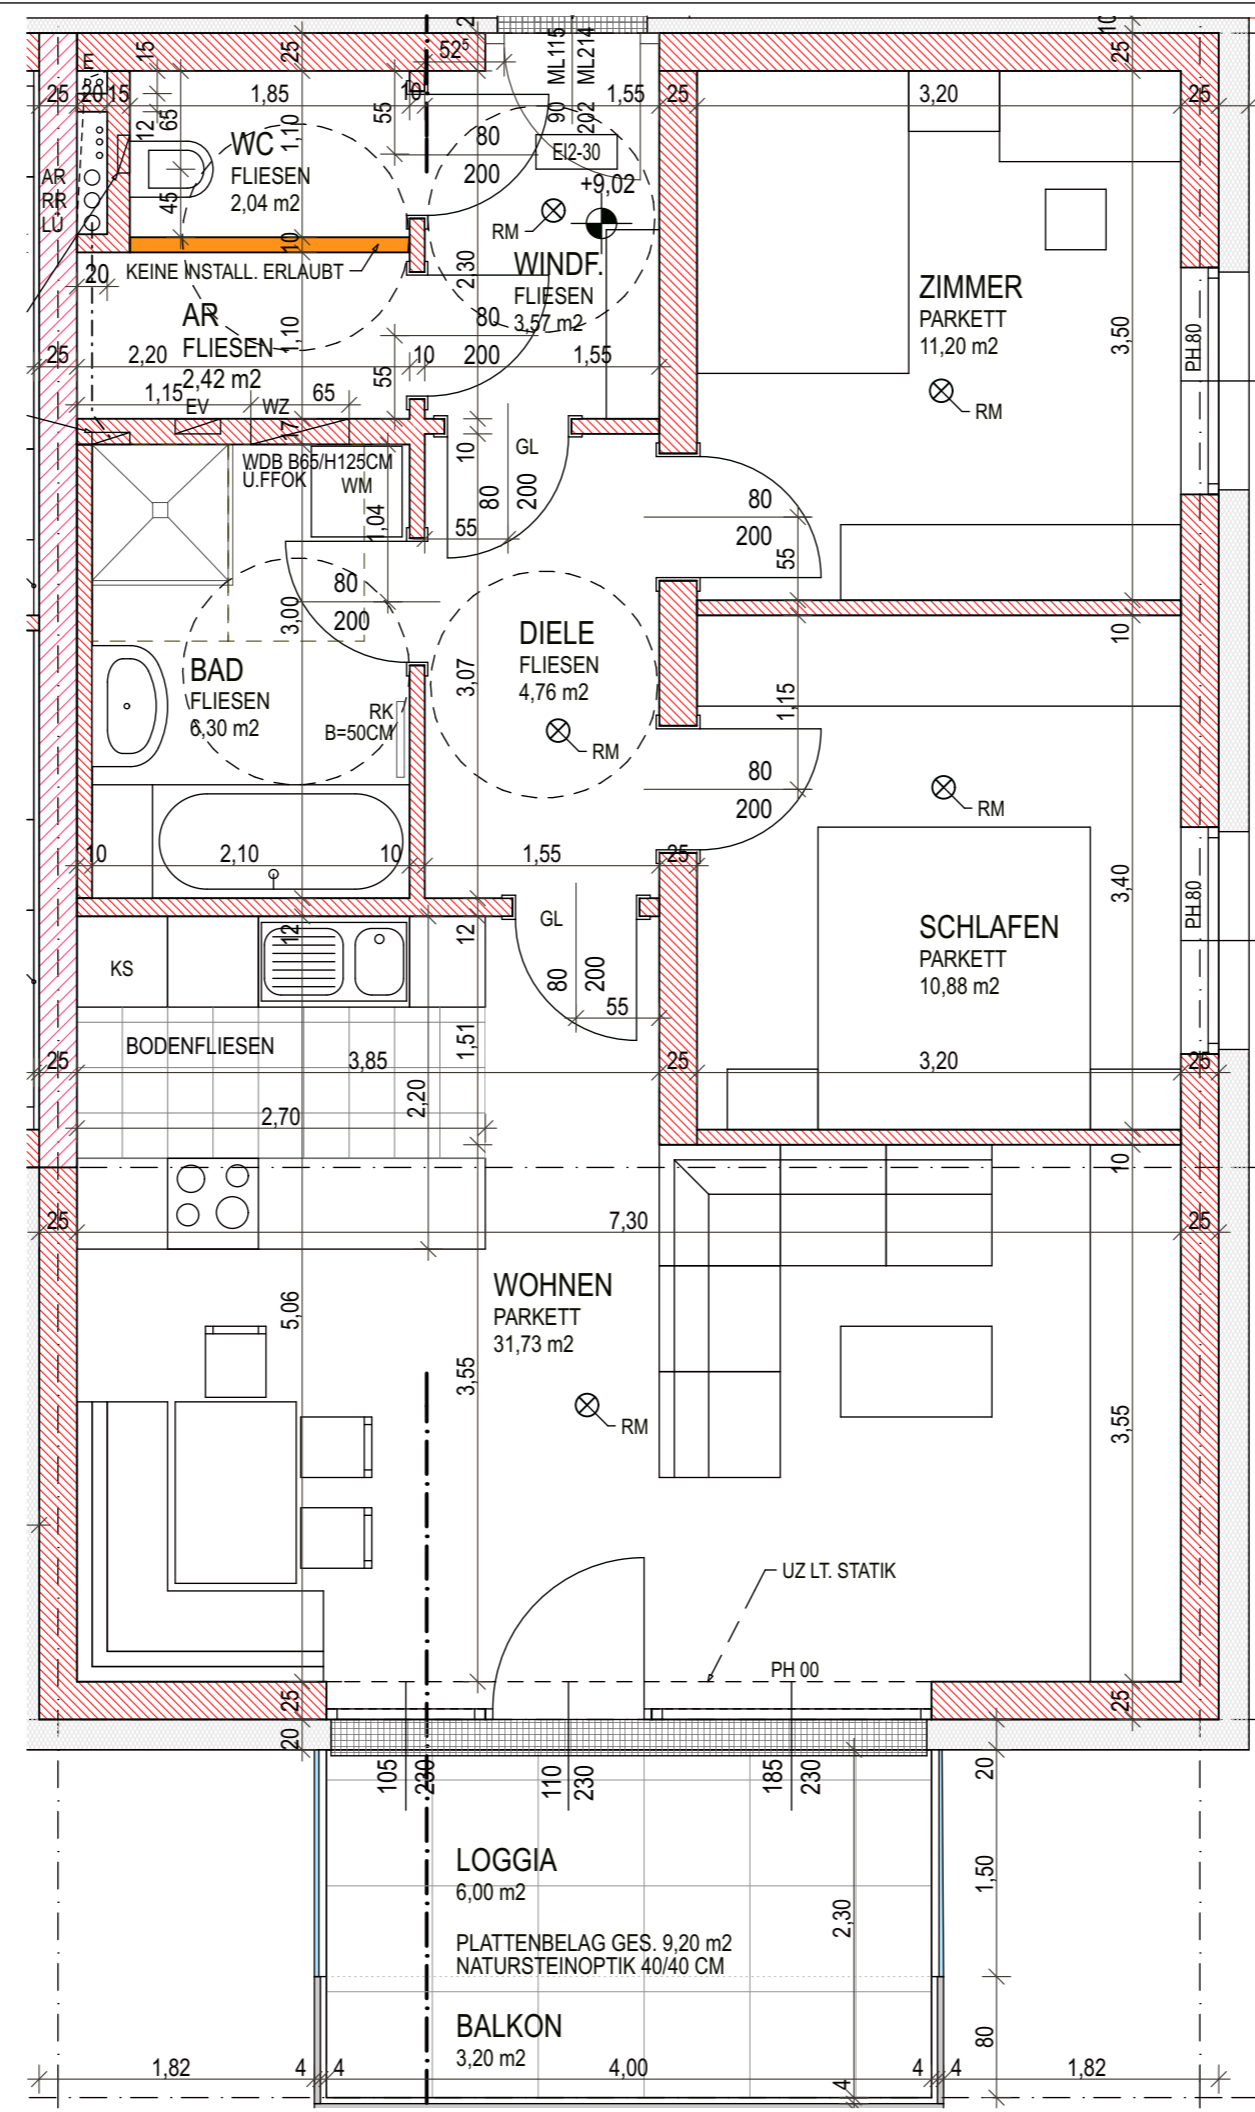 2
52⁵
ML115
ML214
90
202
10
25
15
25
E
25
20
15
1,85
10
55
1,55
25
3,20
25
12
65
1,10
80
200
EI2-30
+9,02
WC
FLIESEN
2,04 m2
AR
RR
LÜ
45
RM
10
KEINE INSTALL. ERLAUBT
20
2,30
WINDF.
FLIESEN
3,57 m2
ZIMMER
PARKETT
11,20 m2
3,50
PH 80
AR
FLIESEN
2,42 m2
1,10
80
200
25
2,20
10
1,55
55
RM
1,15
65
EV
WZ
17
WDB B65/H125CM
Ü.FFOK
WM
10
GL
80
200
1,04
55
80
200
55
80
200
3,00
DIELE
FLIESEN
4,76 m2
10
BAD
FLIESEN
6,30 m2
3,07
RK
B=50CM
RM
1,15
80
200
RM
10
2,10
10
1,55
25
3,40
PH 80
SCHLAFEN
PARKETT
10,88 m2
12
12
GL
KS
80
200
55
BODENFLIESEN
1,51
25
3,85
25
3,20
25
2,20
2,70
10
25
7,30
25
WOHNEN
PARKETT
31,73 m2
5,06
3,55
RM
3,55
UZ LT. STATIK
PH 00
25
20
25
105
230
110
230
185
230
20
LOGGIA
6,00 m2
1,50
2,30
PLATTENBELAG GES. 9,20 m2
NATURSTEINOPTIK 40/40 CM
BALKON
3,20 m2
80
1,82
4
4
4,00
4
4
4
1,82